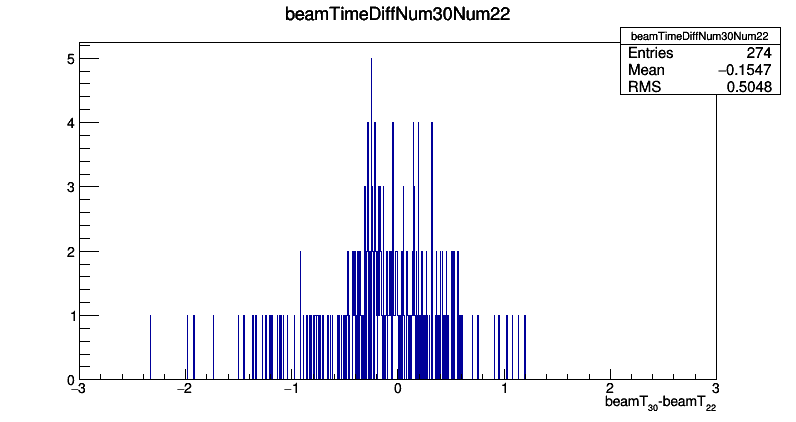 beamTimeDiffNum30Num22
beamTimeDiffNum30Num22
Entries 274
Mean −0.1547
RMS 0.5048
5
4
3
2
1
0
−3 −2 −1 0 1 2 3
beamT30-beamT22